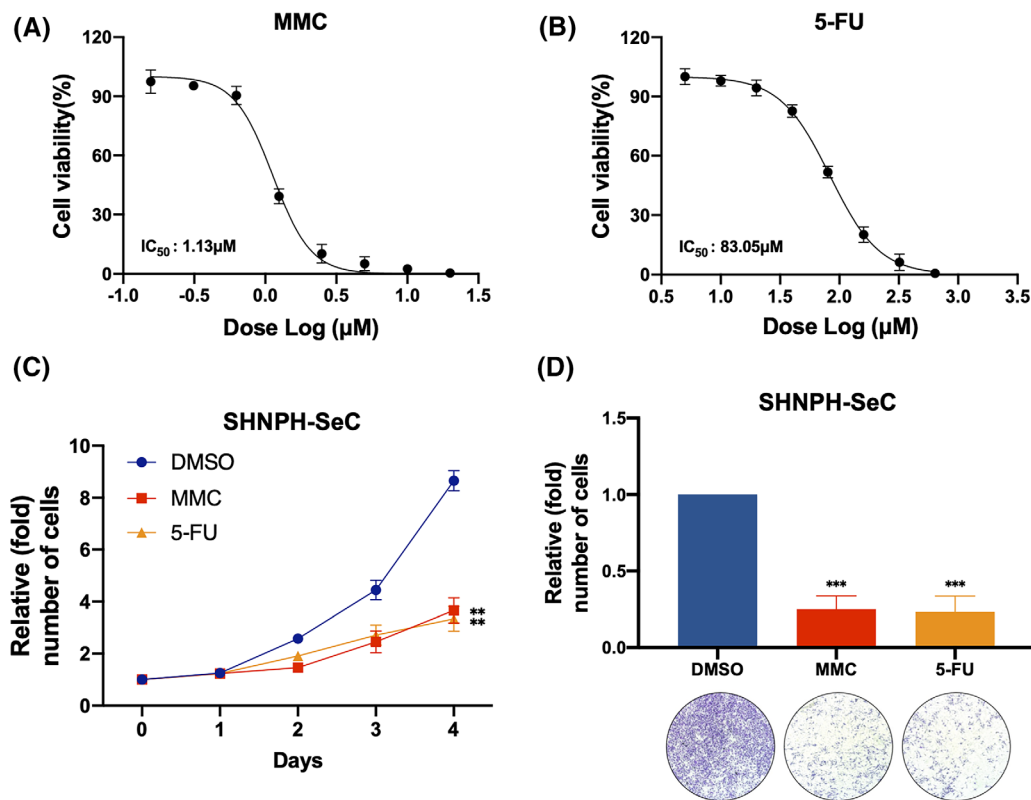 (A)
MMC
Cell viability(%)
120
90
60
30
0
IC50 : 1.13μM
-1.0 -0.5 0.0 0.5 1.0 1.5
Dose Log (μM)
(B)
5-FU
Cell viability(%)
120
90
60
30
0
IC50 : 83.05μM
0.5 1.0 1.5 2.0 2.5 3.0 3.5
Dose Log (μM)
(C)
SHNPH-SeC
Relative (fold)
number of cells
10
8
6
4
2
0
DMSO
MMC
5-FU
**
**
0 1 2 3 4
Days
(D)
SHNPH-SeC
Relative (fold)
number of cells
1.5
1.0
0.5
0.0
*** ***
DMSO MMC 5-FU